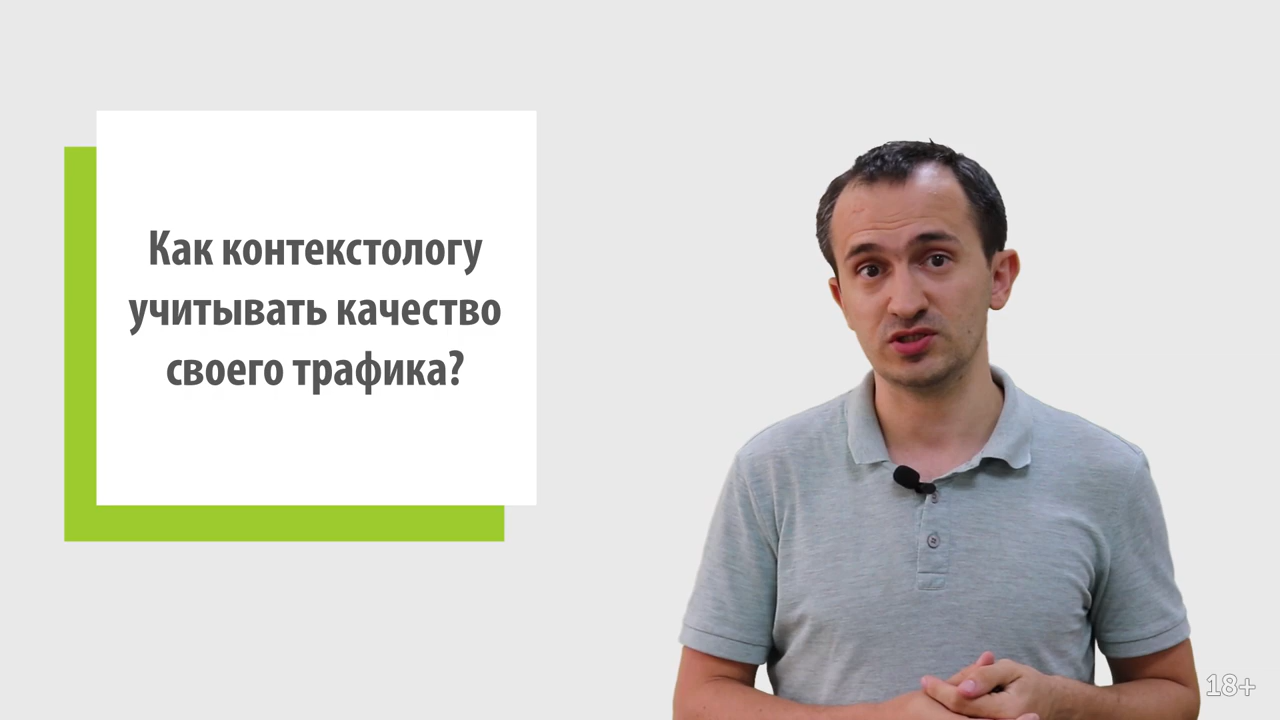 Как контекстологу
учитывать качество
своего трафика?
18+